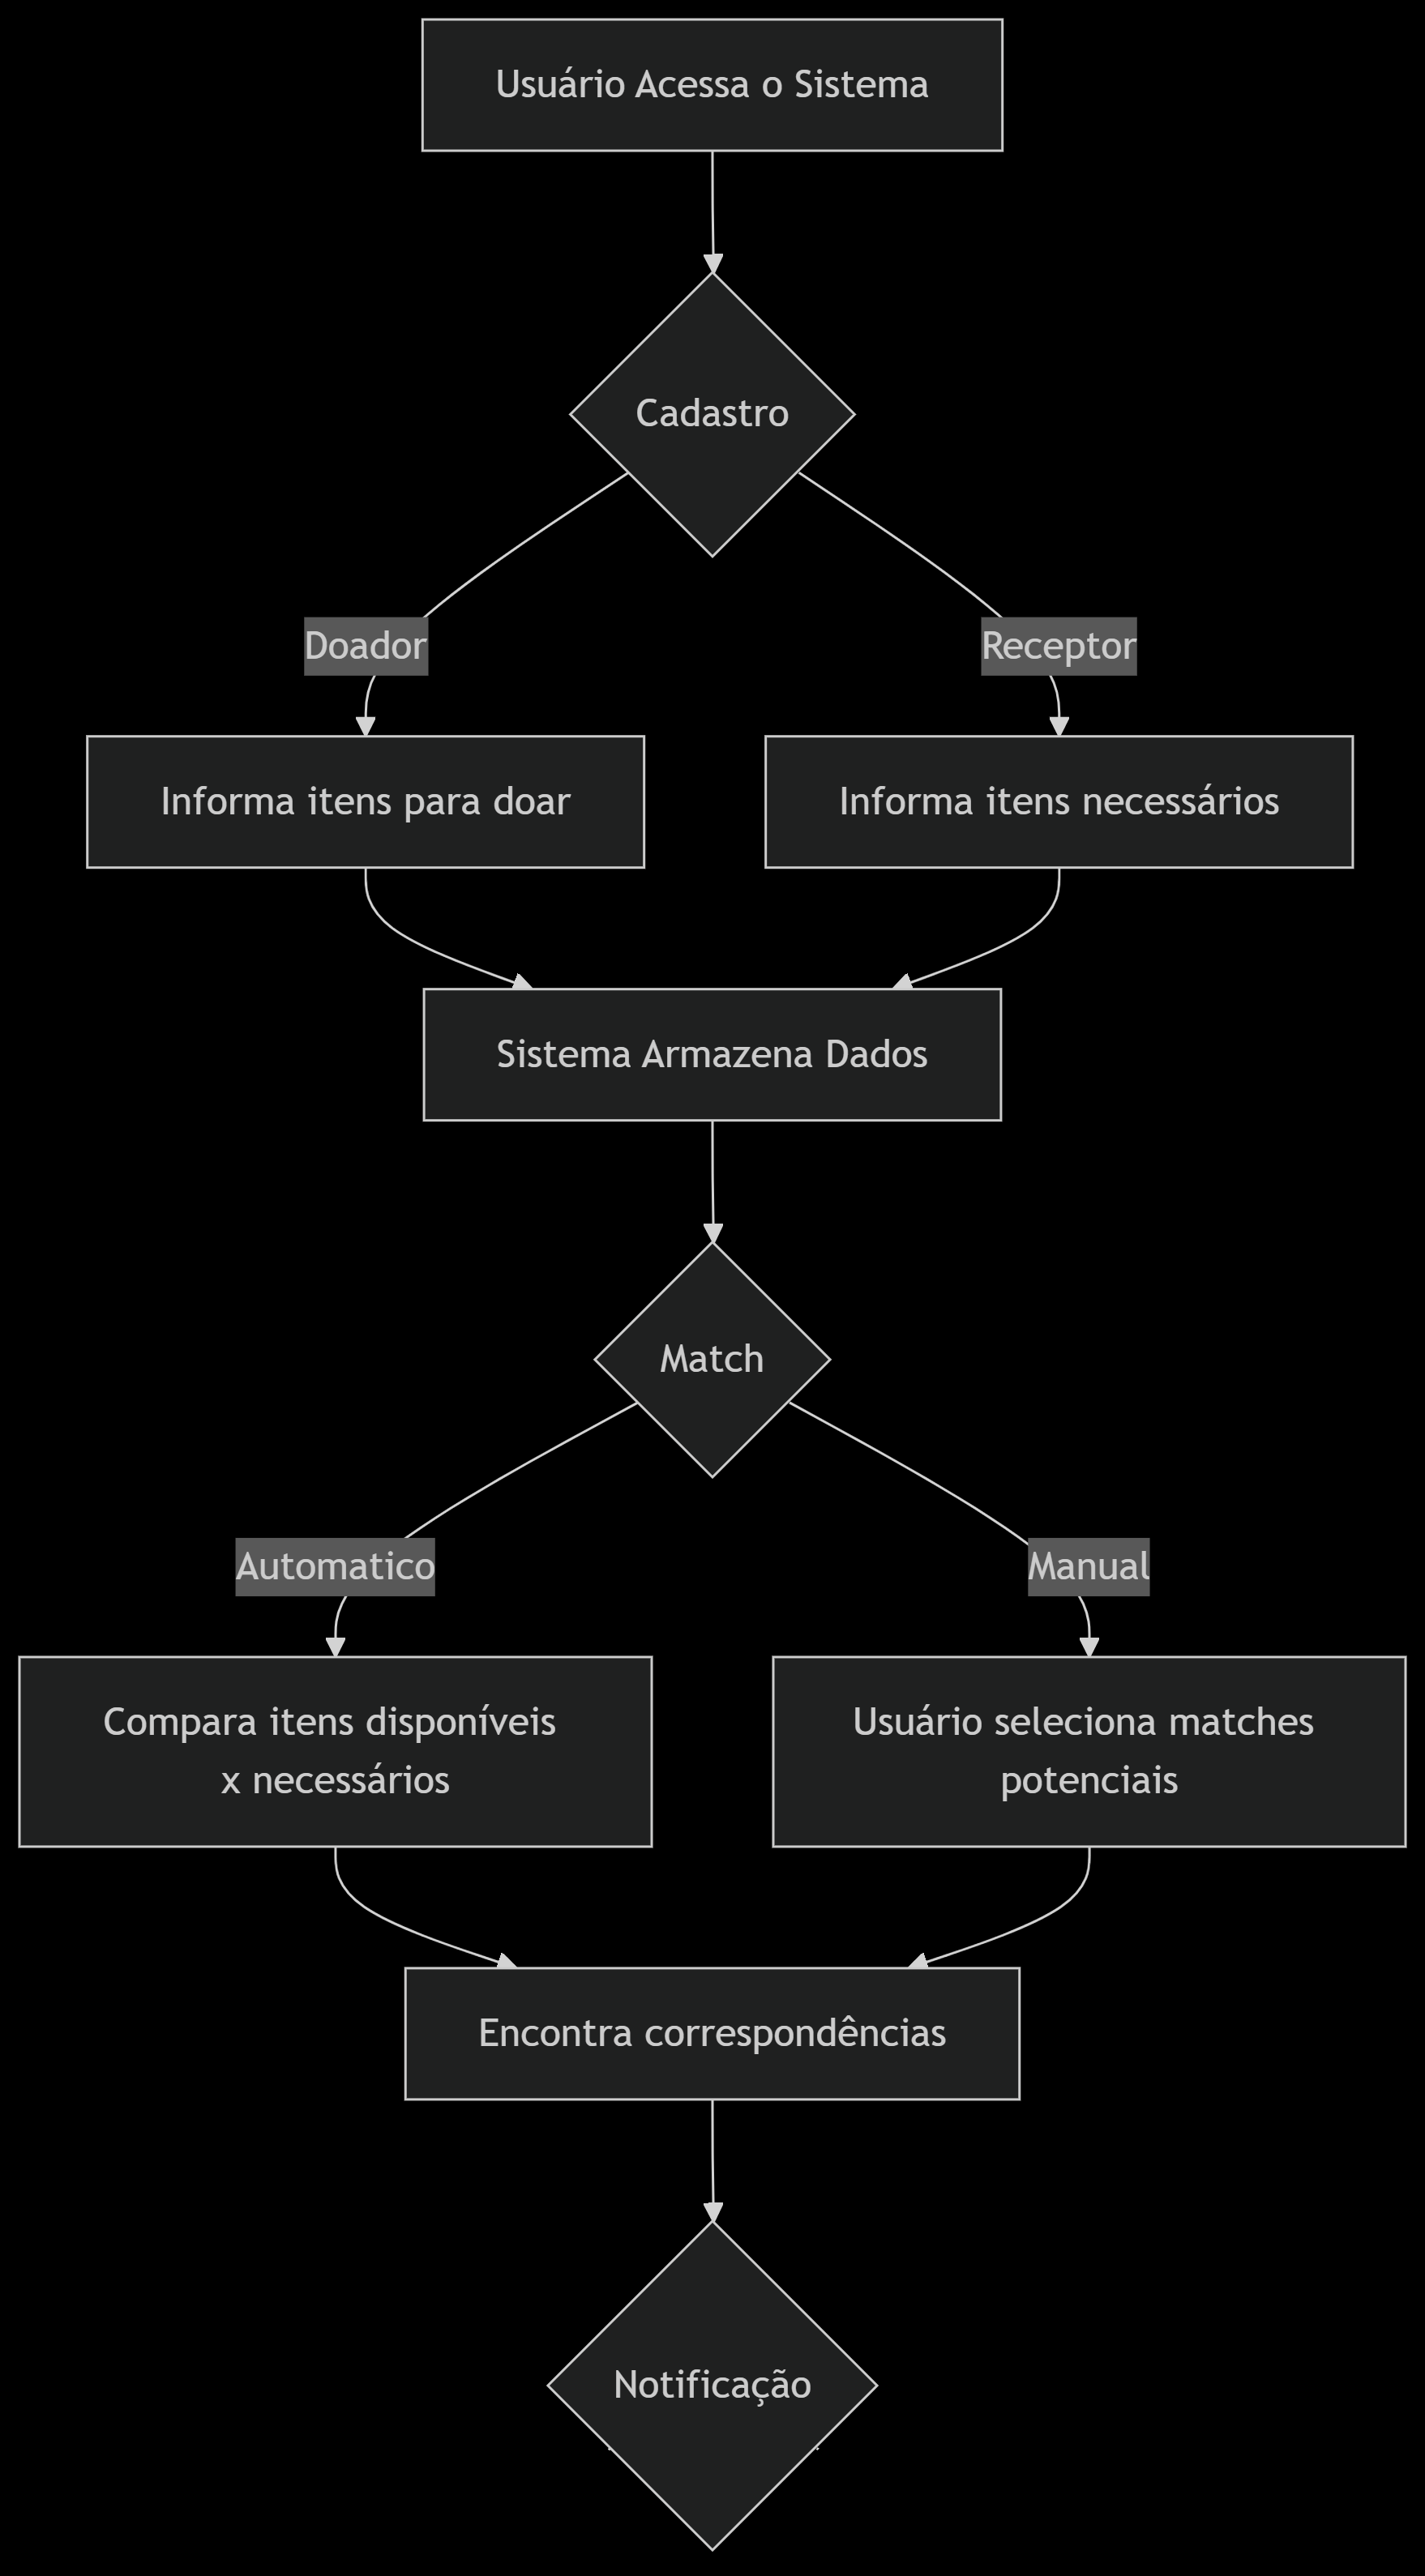 Usuário Acessa o Sistema
Cadastro
Doador
Receptor
Informa itens para doar
Informa itens necessários
Sistema Armazena Dados
Match
Automatico
Manual
Compara itens disponíveis
x necessários
Usuário seleciona matches
potenciais
Encontra correspondências
Notificação